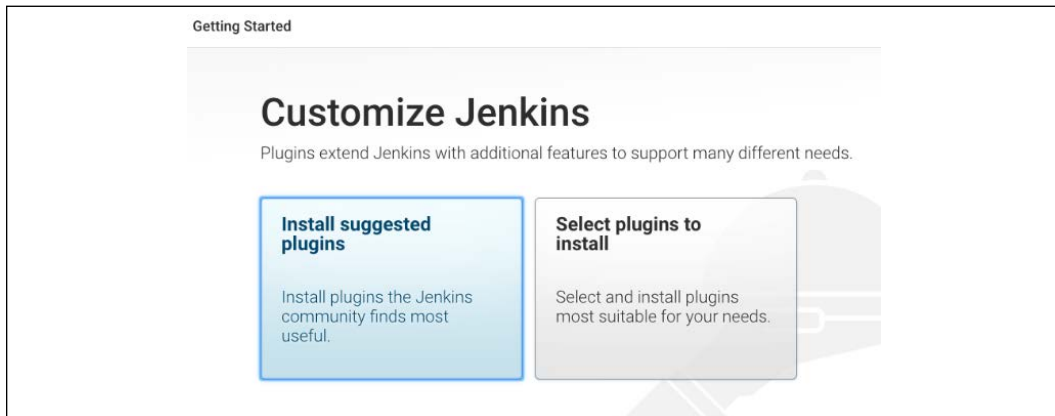 Getting Started
Customize Jenkins
Plugins extend Jenkins with additional features to support many different needs.
Install suggested
plugins
Install plugins the Jenkins
community finds most
useful.
Select plugins to
install
Select and install plugins
most suitable for your needs.